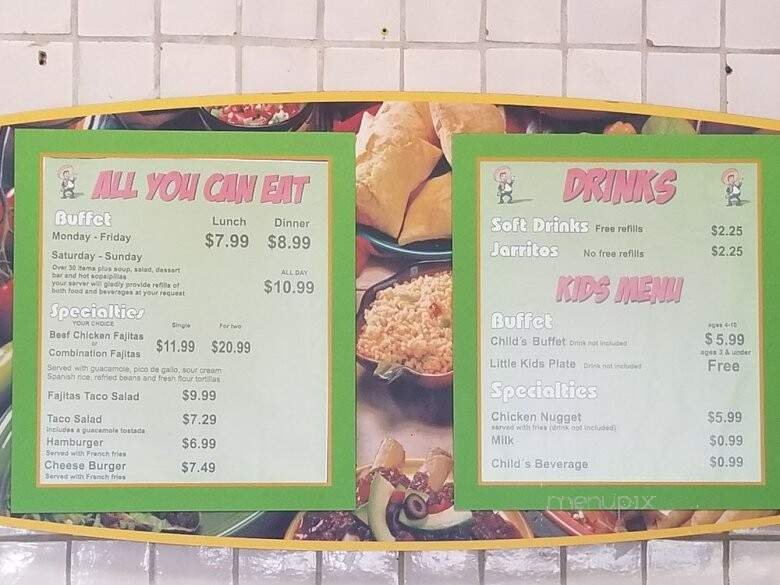 ALL YOU CAN EAT
Buffet Lunch Dinner
Monday - Friday $7.99 $8.99
Saturday - Sunday
Over 30 items plus soup, salad, dessert
bar and hot sopaipillas
your server will gladly provide refills of
both food and beverages at your request
ALL DAY
$10.99
Specialties
YOUR CHOICE Single For two
Beef Chicken Fajitas
or
Combination Fajitas $11.99 $20.99
Served with guacamole, pico de gallo, sour cream
Spanish rice, refried beans and fresh flour tortillas
Fajitas Taco Salad $9.99
Taco Salad $7.29
includes a guacamole tostada
Hamburger $6.99
Served with French fries
Cheese Burger $7.49
Served with French fries
DRINKS
Soft Drinks Free refills $2.25
Jarritos No free refills $2.25
KIDS MENU
Buffet ages 4-10
Child's Buffet Drink not included $5.99
ages 3 & under
Little Kids Plate Drink not included Free
Specialties
Chicken Nugget $5.99
served with fries (drink not included)
Milk $0.99
Child's Beverage $0.99
menupix